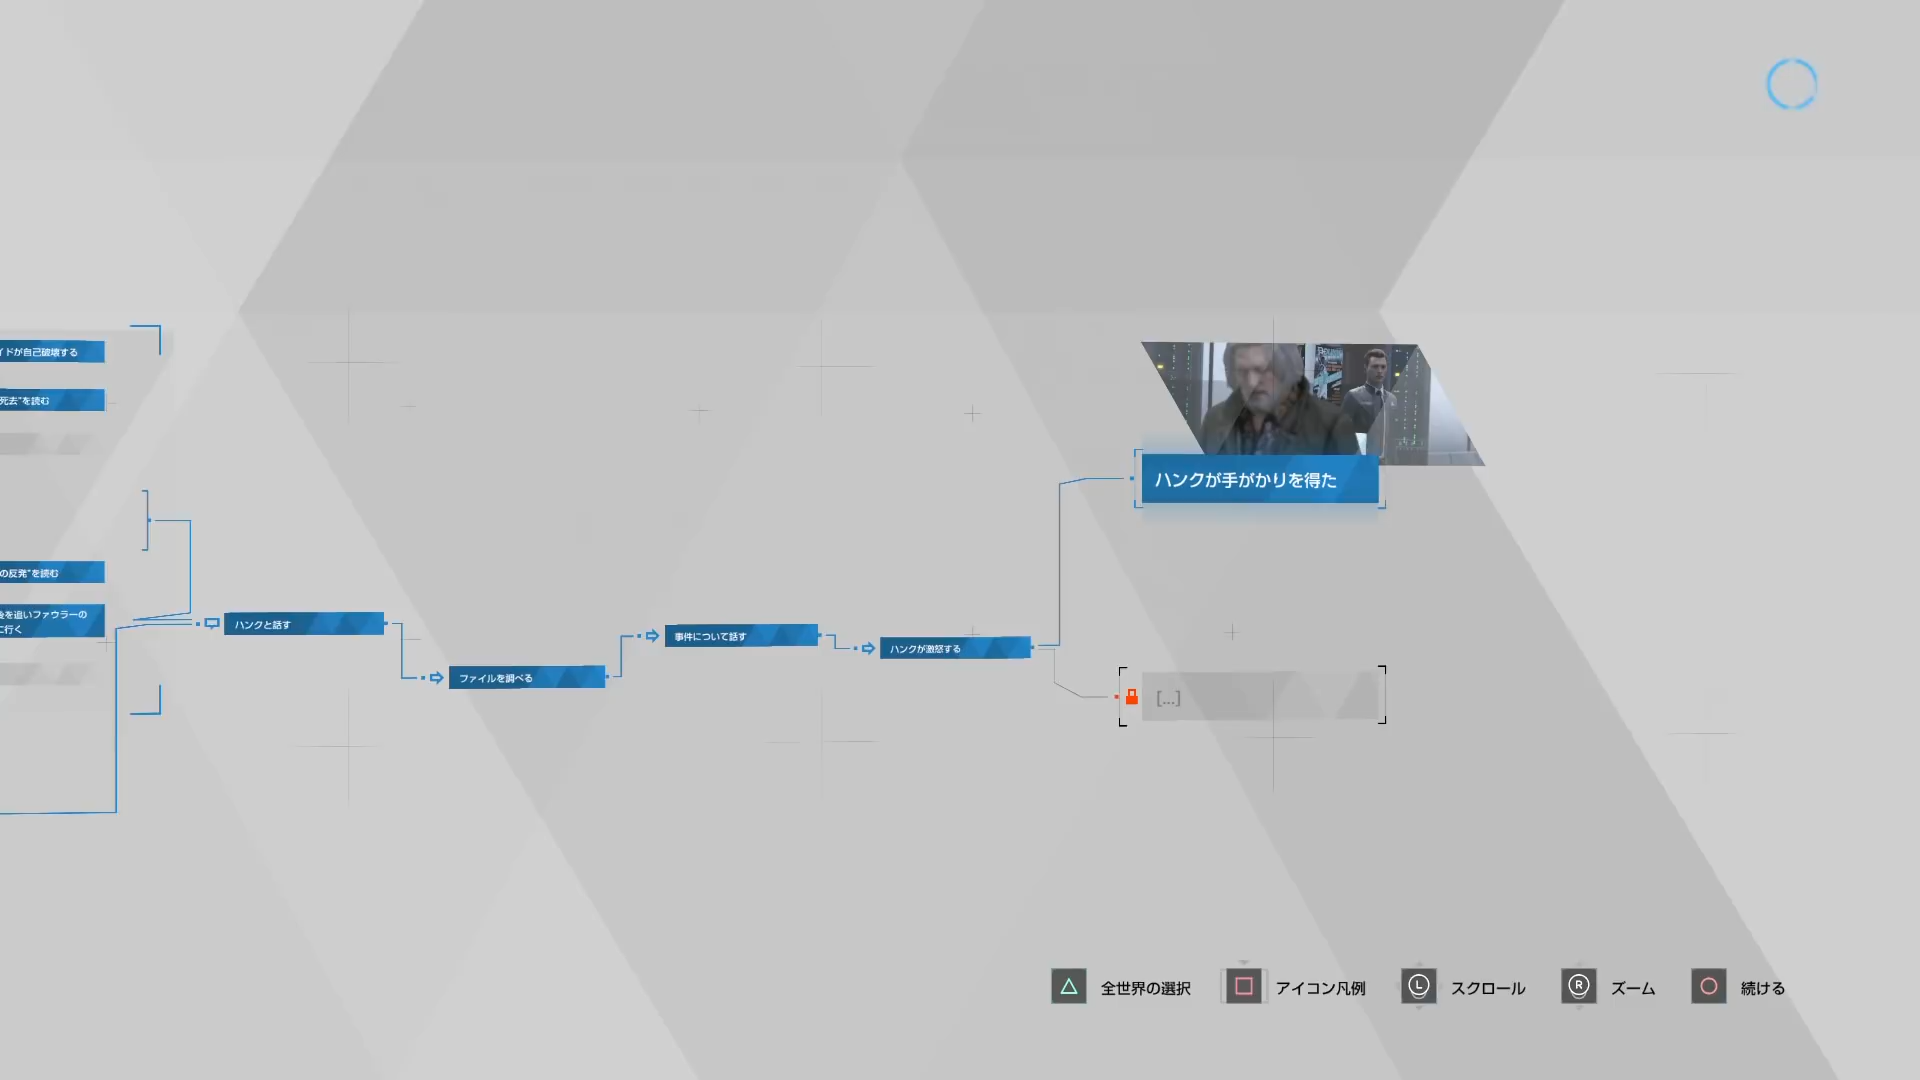 イドが自己破壊する
死去”を読む
の反発”を読む
後を追いファウラーの
に行く
ハンクと話す
ファイルを調べる
事件について話す
ハンクが激怒する
ハンクが手がかりを得た
[...]
全世界の選択
アイコン凡例
L
スクロール
R
ズーム
続ける